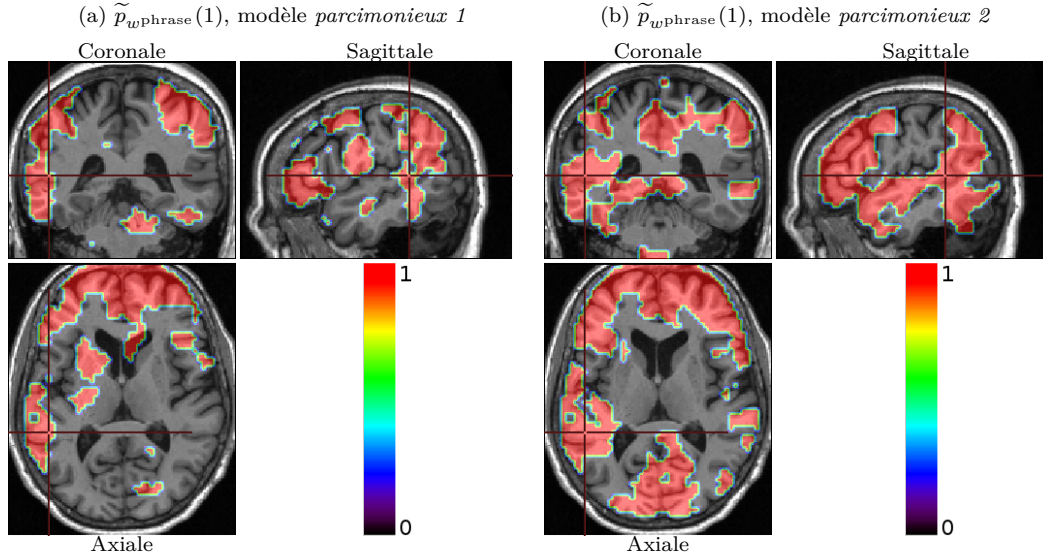 (a) p̃_{w^{phrase}}(1), modèle parcimonieux 1
Coronale
Sagittale
1
0
Axiale
(b) p̃_{w^{phrase}}(1), modèle parcimonieux 2
Coronale
Sagittale
1
0
Axiale